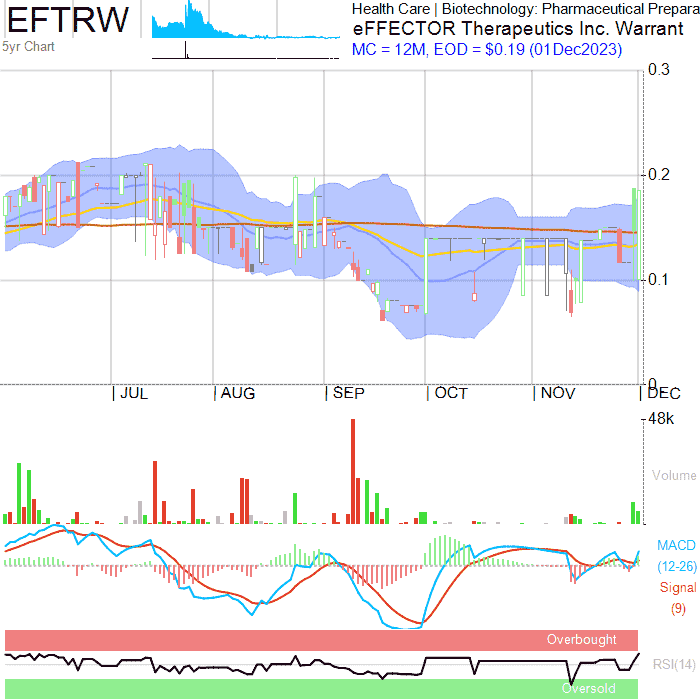 EFTRW
5yr Chart
Health Care | Biotechnology: Pharmaceutical Prepara
eFFECTOR Therapeutics Inc. Warrant
MC = 12M, EOD = $0.19 (01Dec2023)
0.3
0.2
0.1
0
| JUL | AUG | SEP | OCT | NOV | DEC
48k
Volume
MACD
(12-26)
Signal
(9)
Overbought
RSI(14)
Oversold